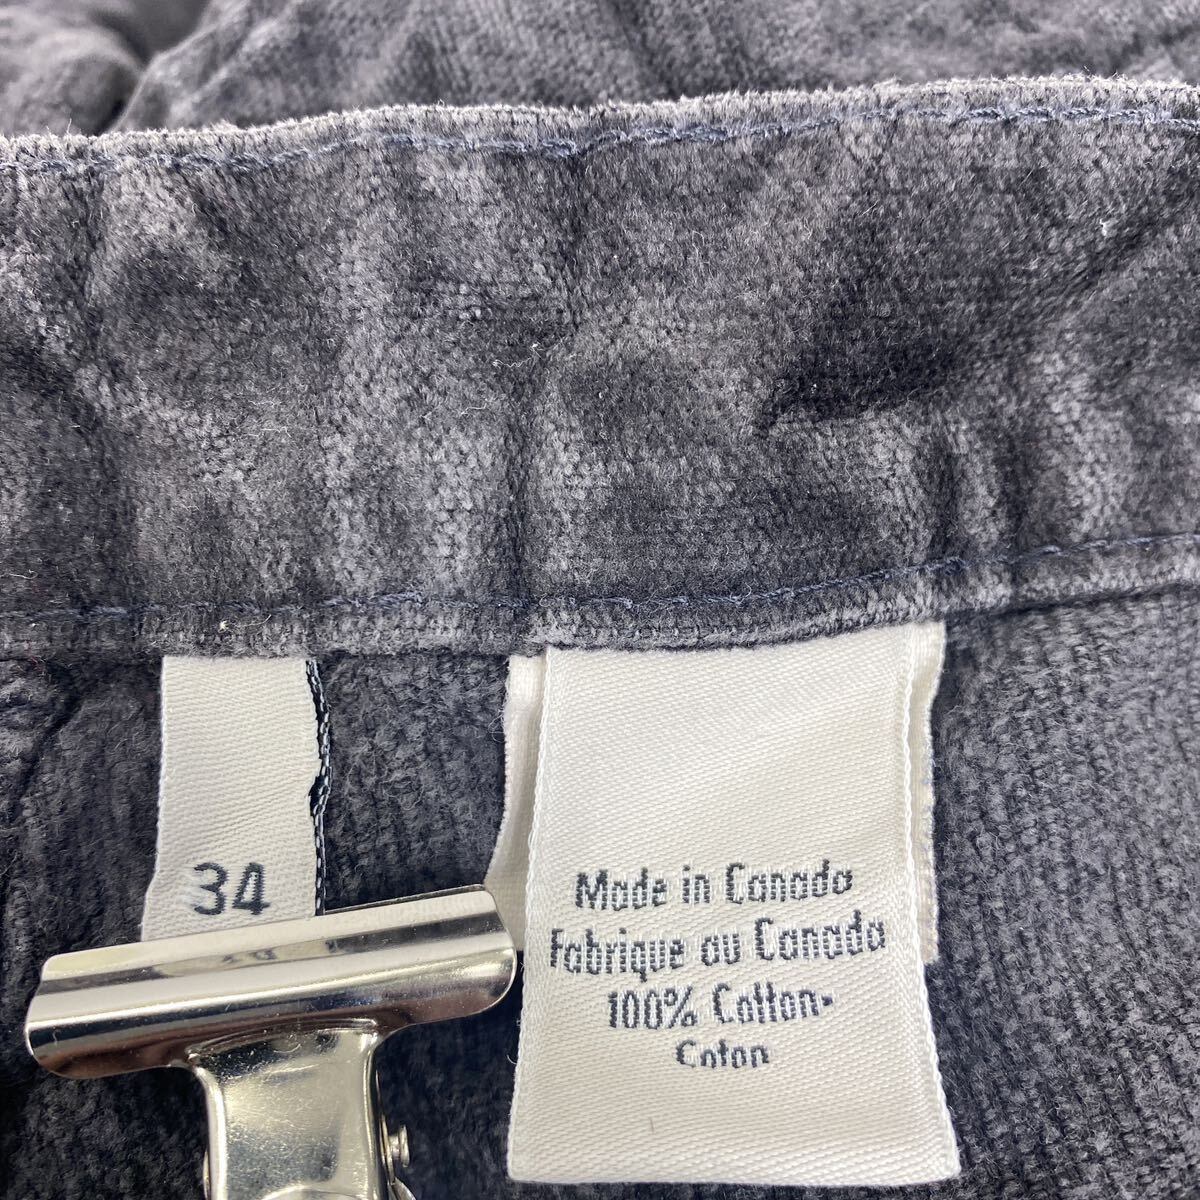 34
Made in Canada
Fabrique au Canada
100% Cotton•
Coton